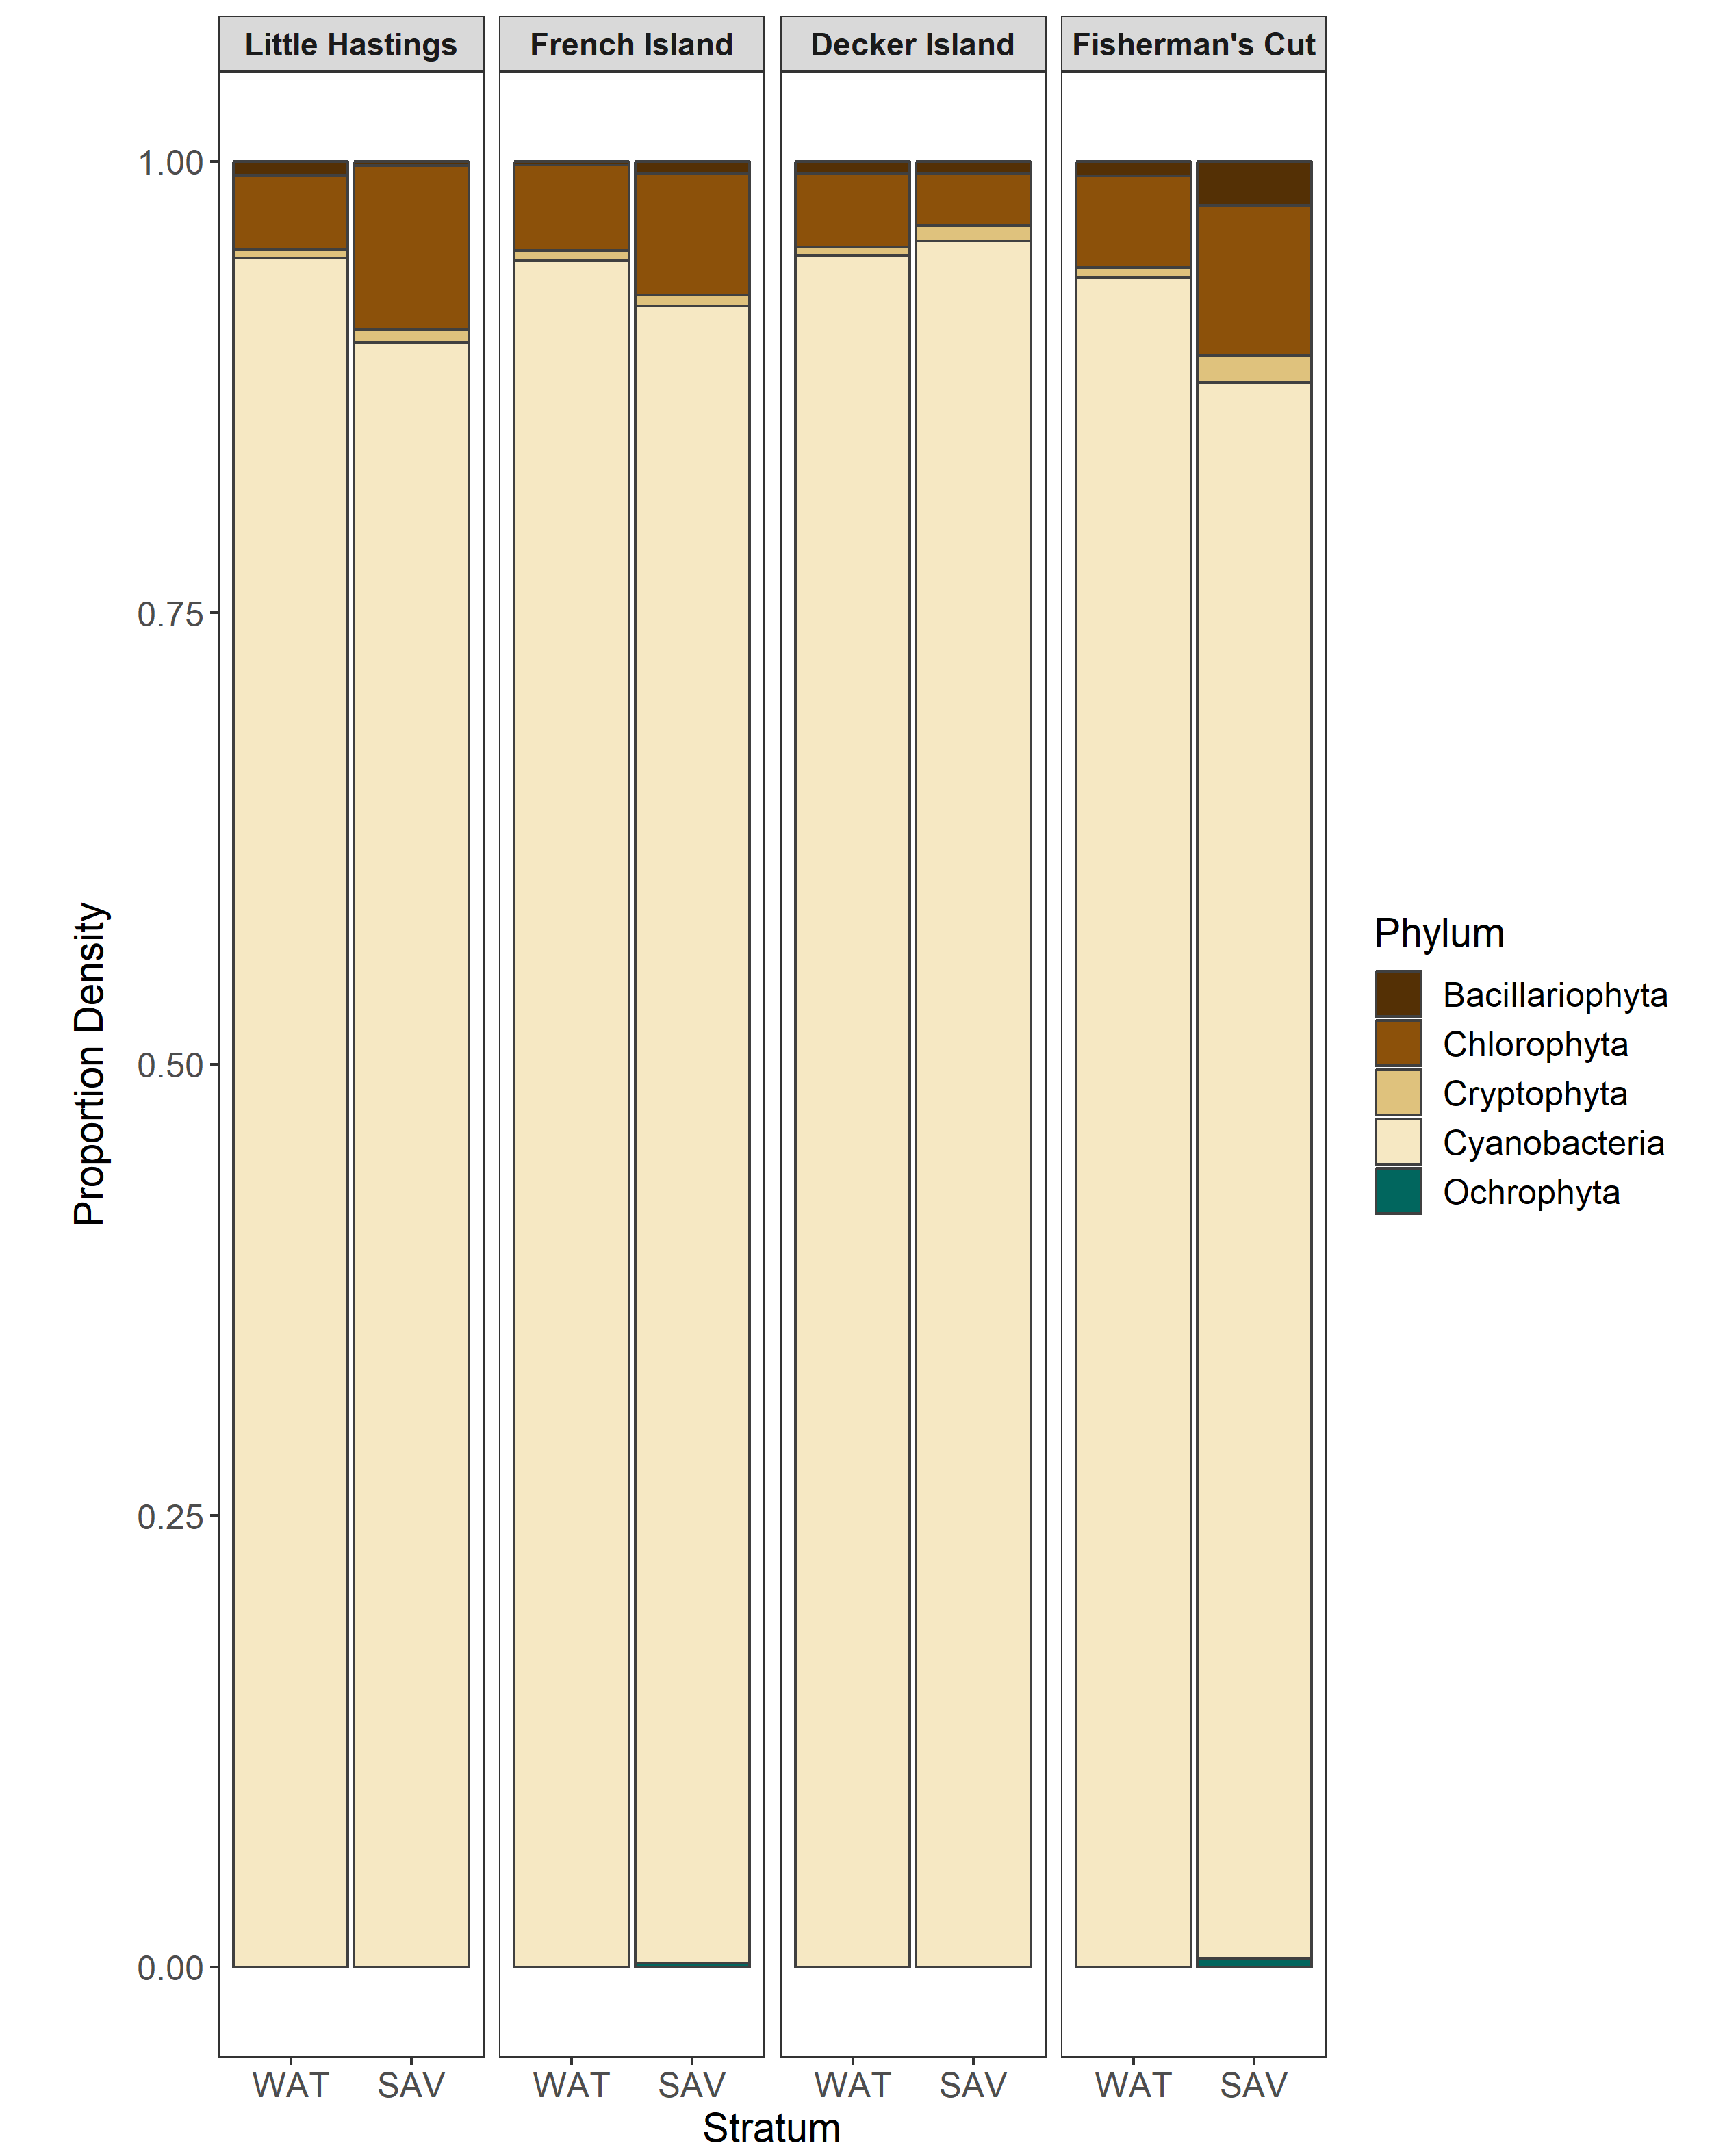 Little Hastings French Island Decker Island Fisherman's Cut
1.00
0.75
0.50
0.25
0.00
Proportion Density
WAT SAV WAT SAV WAT SAV WAT SAV
Stratum
Phylum
Bacillariophyta
Chlorophyta
Cryptophyta
Cyanobacteria
Ochrophyta